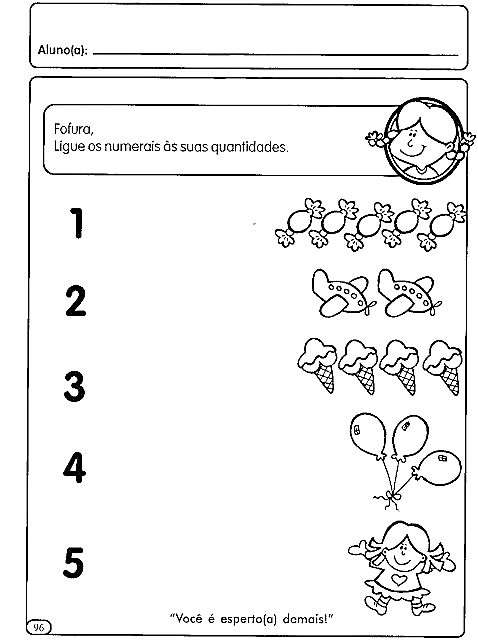 Aluno(a):
Fofura,
Ligue os numerais às suas quantidades.
1
2
3
4
5
"Você é esperto(a) demais!"
96